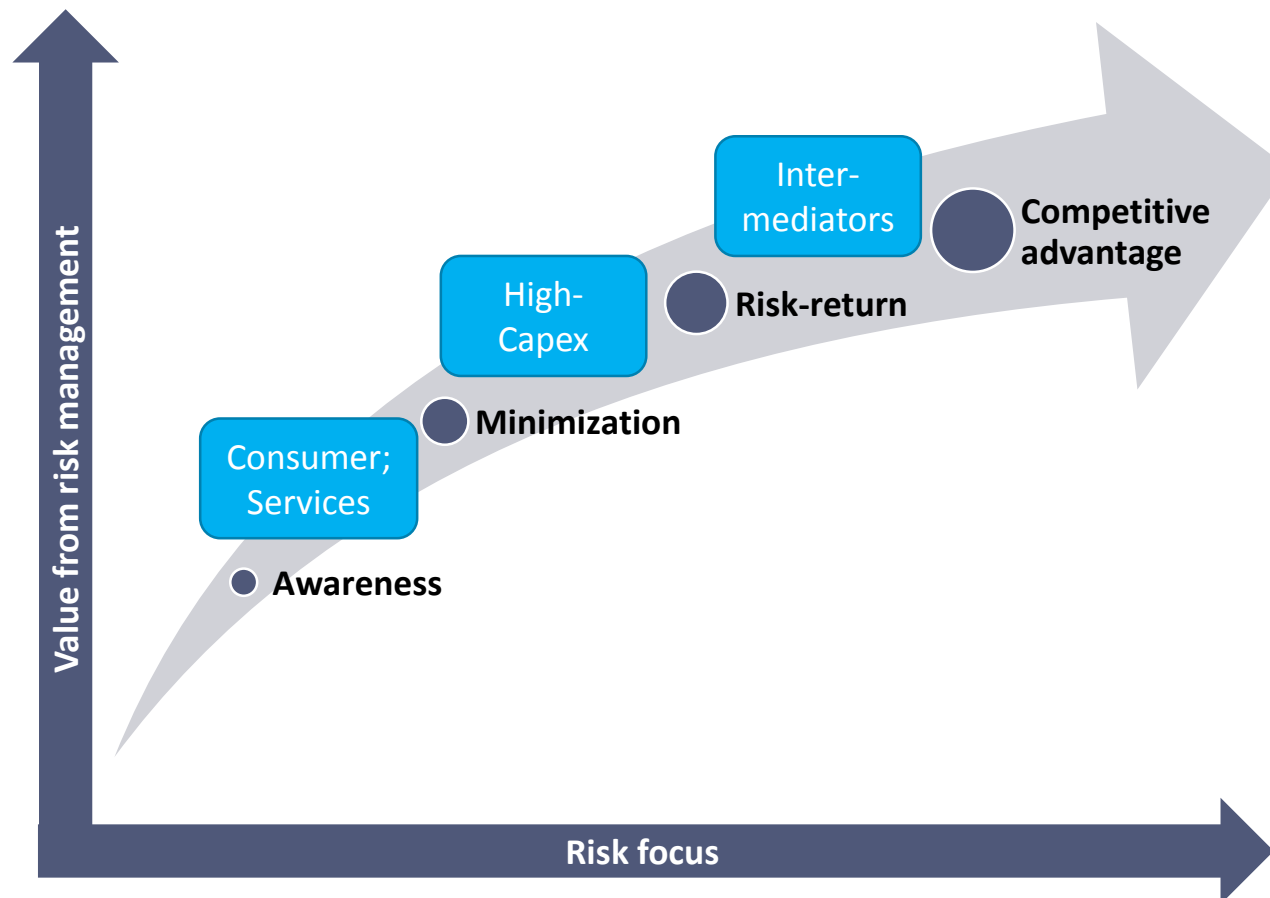 Value from risk management
Inter-
mediators
Competitive
advantage
High-
Capex
Risk-return
Minimization
Consumer;
Services
Awareness
Risk focus